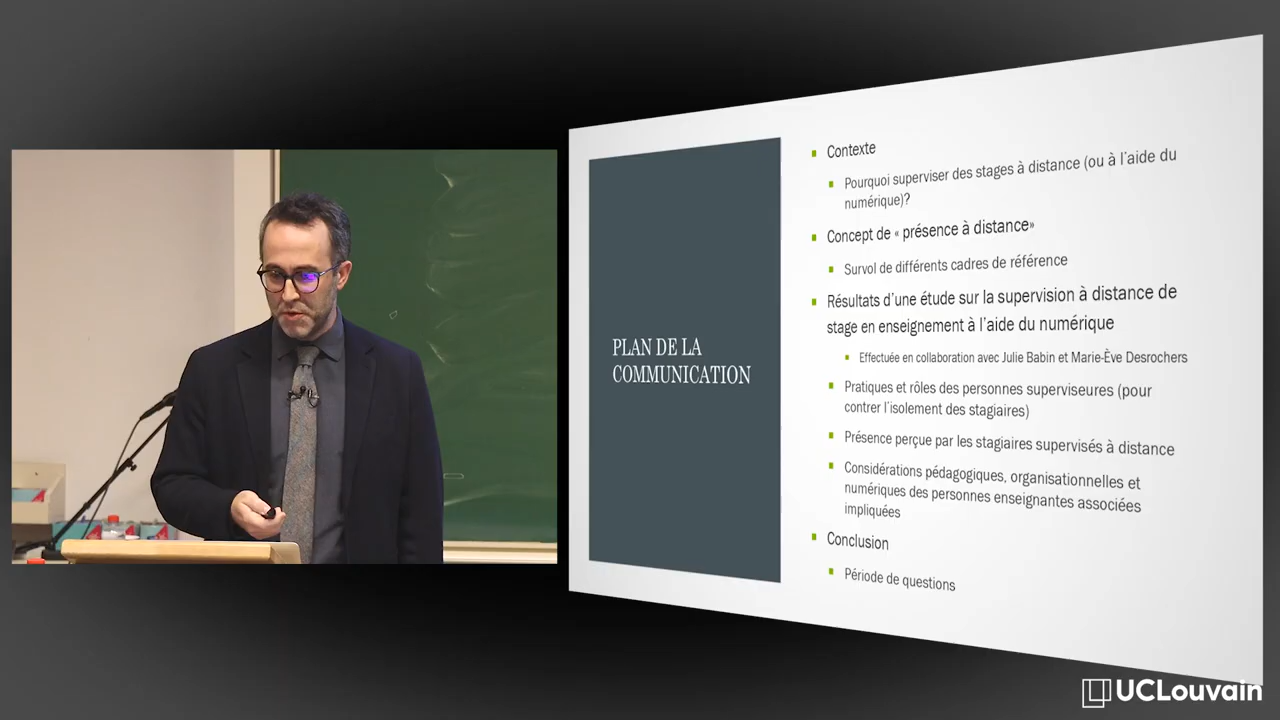 PLAN DE LA
COMMUNICATION
Contexte
Pourquoi superviser des stages à distance (ou à l'aide du
numérique)?
Concept de « présence à distance»
Survol de différents cadres de référence
Résultats d'une étude sur la supervision à distance de
stage en enseignement à l'aide du numérique
Effectuée en collaboration avec Julie Babin et Marie-Ève Desrochers
Pratiques et rôles des personnes superviseures (pour
contrer l'isolement des stagiaires)
Présence perçue par les stagiaires supervisés à distance
Considérations pédagogiques, organisationnelles et
numériques des personnes enseignantes associées
impliquées
Conclusion
Période de questions
UCLouvain